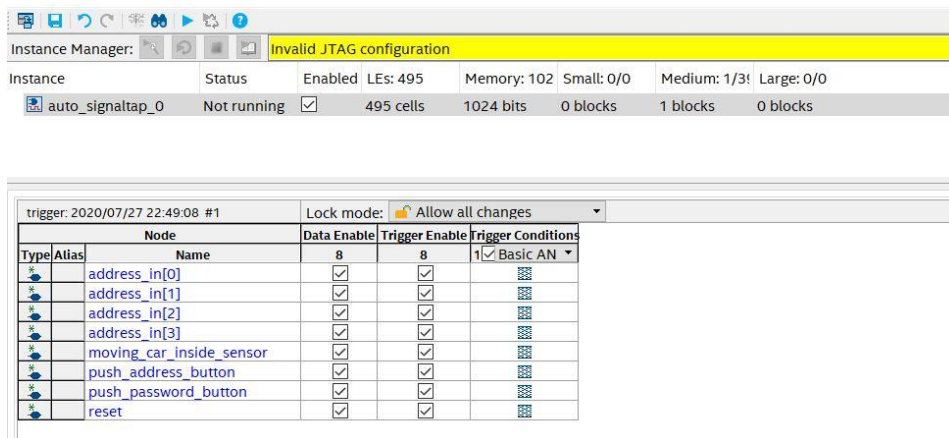 Instance Manager: Invalid JTAG configuration
Instance Status Enabled LEs: 495 Memory: 102 Small: 0/0 Medium: 1/39 Large: 0/0
auto_signaltap_0 Not running 495 cells 1024 bits 0 blocks 1 blocks 0 blocks
trigger: 2020/07/27 22:49:08 #1 Lock mode: Allow all changes
Node Data Enable Trigger Enable Trigger Conditions
Type Alias Name 8 8 1 Basic AN
address_in[0]
address_in[1]
address_in[2]
address_in[3]
moving_car_inside_sensor
push_address_button
push_password_button
reset